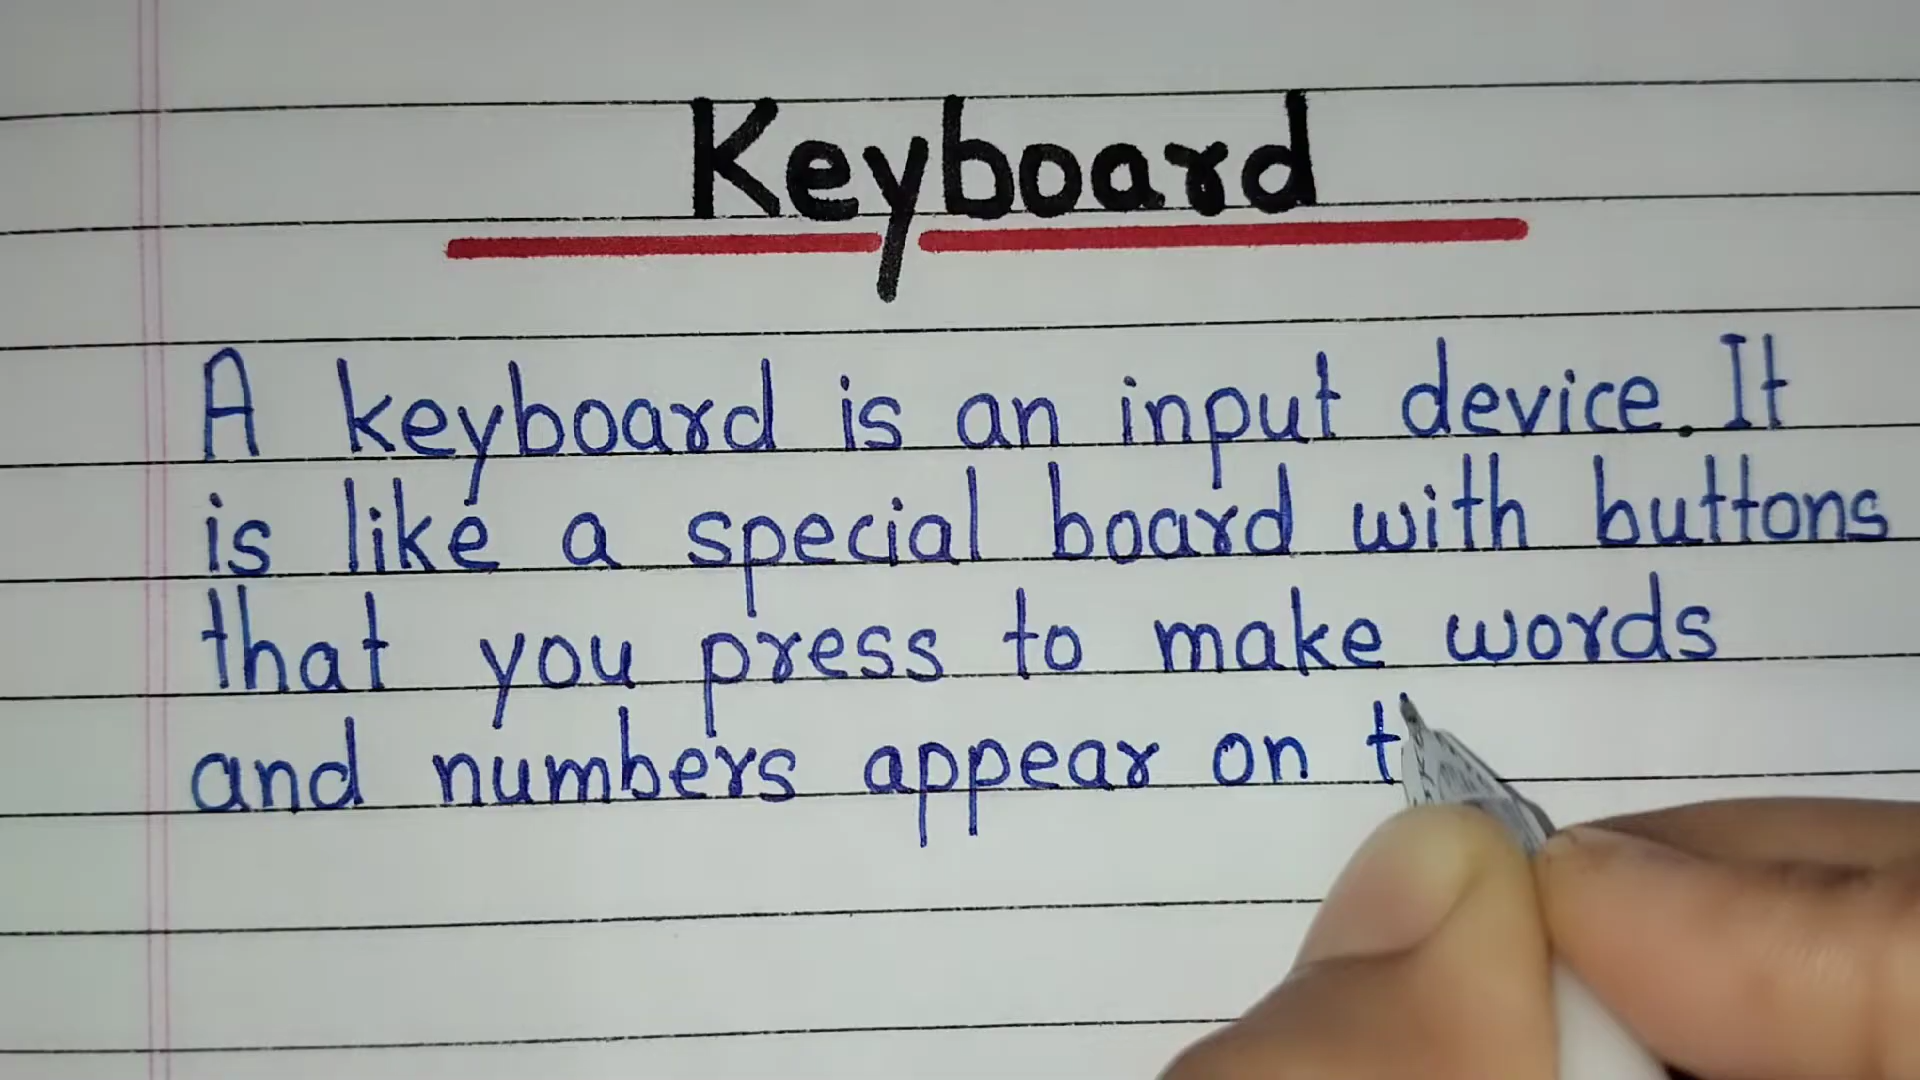 Keyboard
A keyboard is an input device. It
is like a special board with buttons
that you press to make words
and numbers appear on t